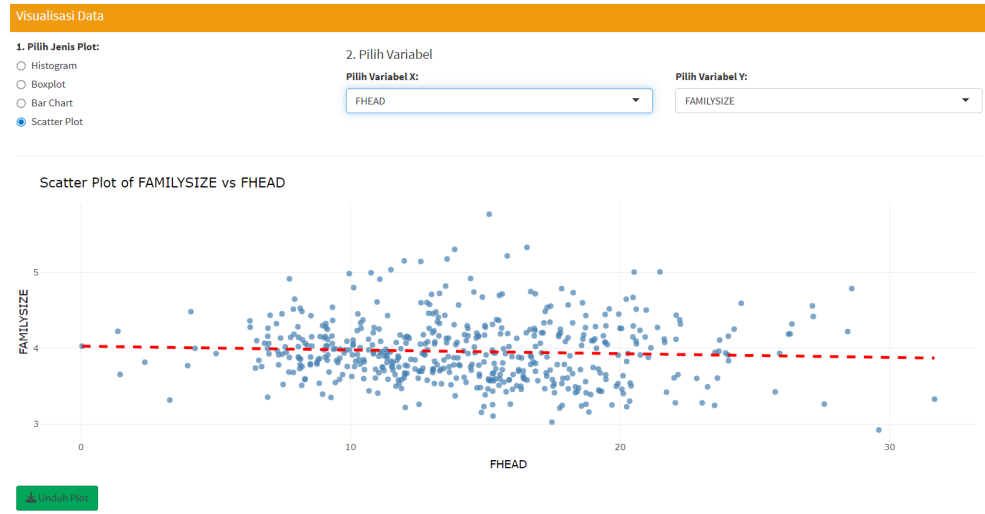 Visualisasi Data
1. Pilih Jenis Plot:
Histogram
Boxplot
Bar Chart
Scatter Plot
2. Pilih Variabel
Pilih Variabel X:
FHEAD
Pilih Variabel Y:
FAMILYSIZE
Scatter Plot of FAMILYSIZE vs FHEAD
FAMILYSIZE
5
4
3
0
10
20
30
FHEAD
Unduh Plot